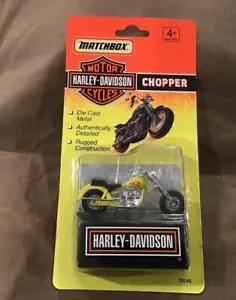 MATCHBOX
4+
MOTOR
HARLEY-DAVIDSON
CYCLES
CHOPPER
• Die Cast
Metal
• Authentically
Detailed
• Rugged
Construction
HARLEY-DAVIDSON